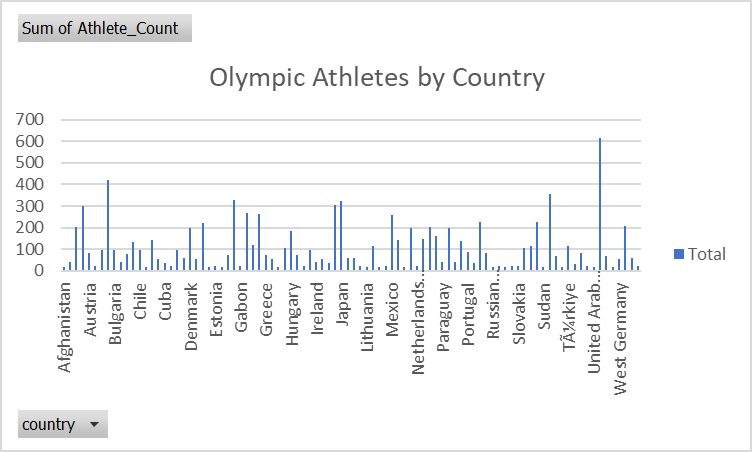 Sum of Athlete_Count
Olympic Athletes by Country
700
600
500
400
300
200
100
0
Afghanistan
Austria
Bulgaria
Chile
Cuba
Denmark
Estonia
Gabon
Greece
Hungary
Ireland
Japan
Lithuania
Mexico
Netherlands…
Paraguay
Portugal
Russian…
Slovakia
Sudan
TÃ¼rkiye
United Arab…
West Germany
Total
country